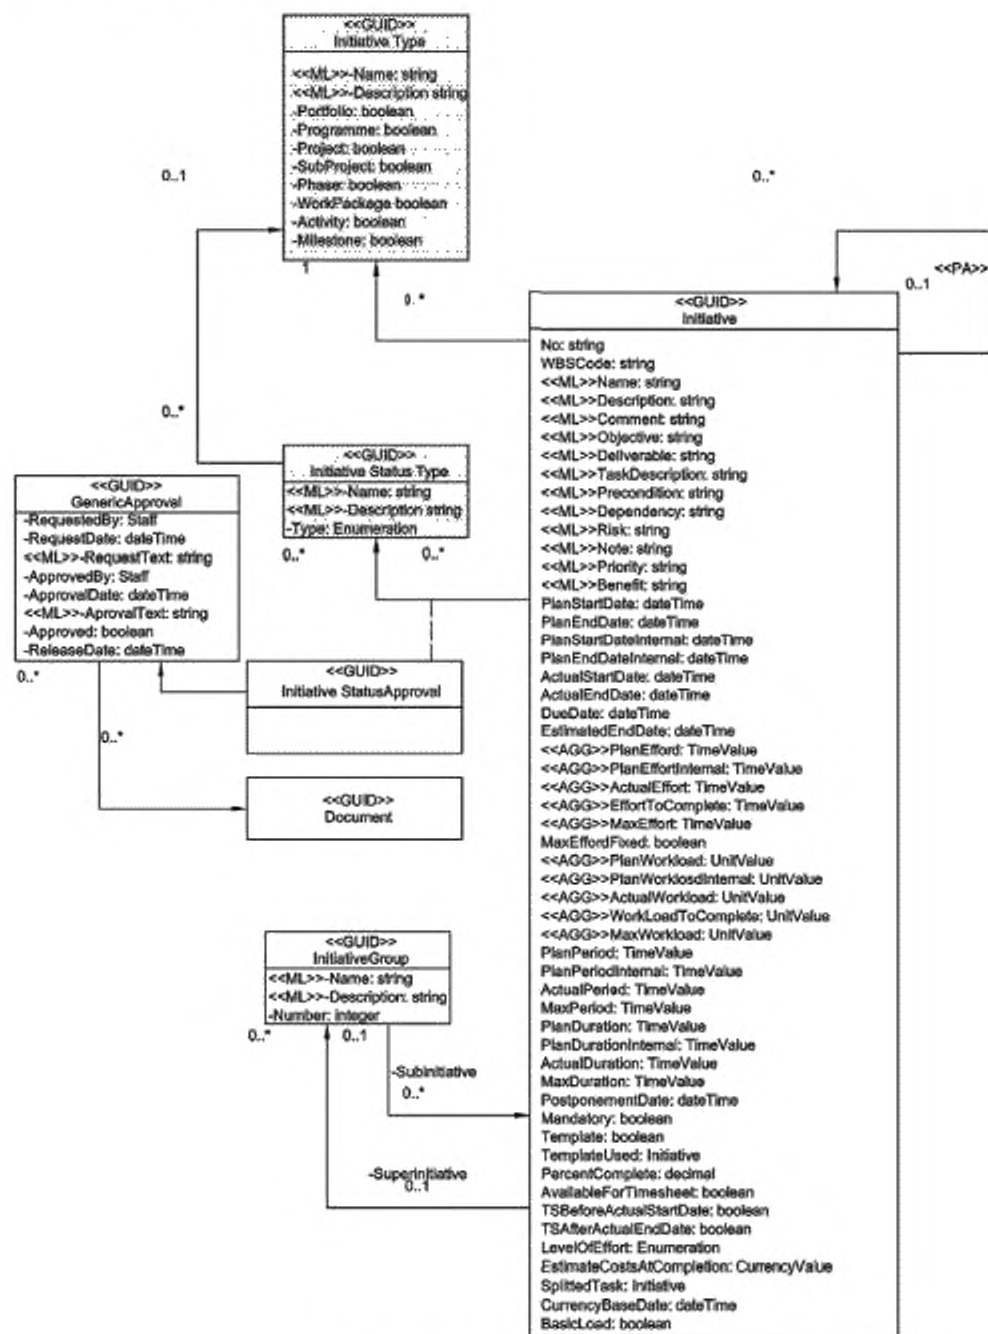 <<GUID>>
Initiative Type
<<ML>>-Name: string
<<ML>>-Description string
-Portfolio: boolean
-Programme: boolean
-Project: boolean
-SubProject: boolean
-Phase: boolean
-WorkPackage boolean
-Activity: boolean
-Milestone: boolean
0..1
1
0..*
0..*
0..*
0..1
<<PA>>
<<GUID>>
Initiative Status Type
<<ML>>-Name: string
<<ML>>-Description string
-Type: Enumeration
0..*
0..*
<<GUID>>
GenericApproval
-RequestedBy: Staff
-RequestDate: dateTime
<<ML>>-RequestText: string
-ApprovedBy: Staff
-ApprovalDate: dateTime
<<ML>>-AprovalText: string
-Approved: boolean
-ReleaseDate: dateTime
0..*
0..*
<<GUID>>
Initiative StatusApproval
<<GUID>>
Document
<<GUID>>
InitiativeGroup
<<ML>>-Name: string
<<ML>>-Description: string
-Number: integer
0..*
0..1
-Subinitiative
0..*
-Superinitiative
0..1
<<GUID>>
Initiative
No: string
WBSCode: string
<<ML>>Name: string
<<ML>>Description: string
<<ML>>Comment: string
<<ML>>Objective: string
<<ML>>Deliverable: string
<<ML>>TaskDescription: string
<<ML>>Precondition: string
<<ML>>Dependency: string
<<ML>>Risk: string
<<ML>>Note: string
<<ML>>Priority: string
<<ML>>Benefit: string
PlanStartDate: dateTime
PlanEndDate: dateTime
PlanStartDateInternal: dateTime
PlanEndDateInternal: dateTime
ActualStartDate: dateTime
ActualEndDate: dateTime
DueDate: dateTime
EstimatedEndDate: dateTime
<<AGG>>PlanEfford: TimeValue
<<AGG>>PlanEffortInternal: TimeValue
<<AGG>>ActualEffort: TimeValue
<<AGG>>EffortToComplete: TimeValue
<<AGG>>MaxEffort: TimeValue
MaxEffordFixed: boolean
<<AGG>>PlanWorkload: UnitValue
<<AGG>>PlanWorklosdInternal: UnitValue
<<AGG>>ActualWorkload: UnitValue
<<AGG>>WorkLoadToComplete: UnitValue
<<AGG>>MaxWorkload: UnitValue
PlanPeriod: TimeValue
PlanPeriodInternal: TimeValue
ActualPeriod: TimeValue
MaxPeriod: TimeValue
PlanDuration: TimeValue
PlanDurationInternal: TimeValue
ActualDuration: TimeValue
MaxDuration: TimeValue
PostponementDate: dateTime
Mandatory: boolean
Template: boolean
TemplateUsed: Initiative
PercentComplete: decimal
AvailableForTimesheet: boolean
TSBeforeActualStartDate: boolean
TSAfterActualEndDate: boolean
LevelOfEffort: Enumeration
EstimateCostsAtCompletion: CurrencyValue
SplittedTask: Initiative
CurrencyBaseDate: dateTime
BasicLoad: boolean